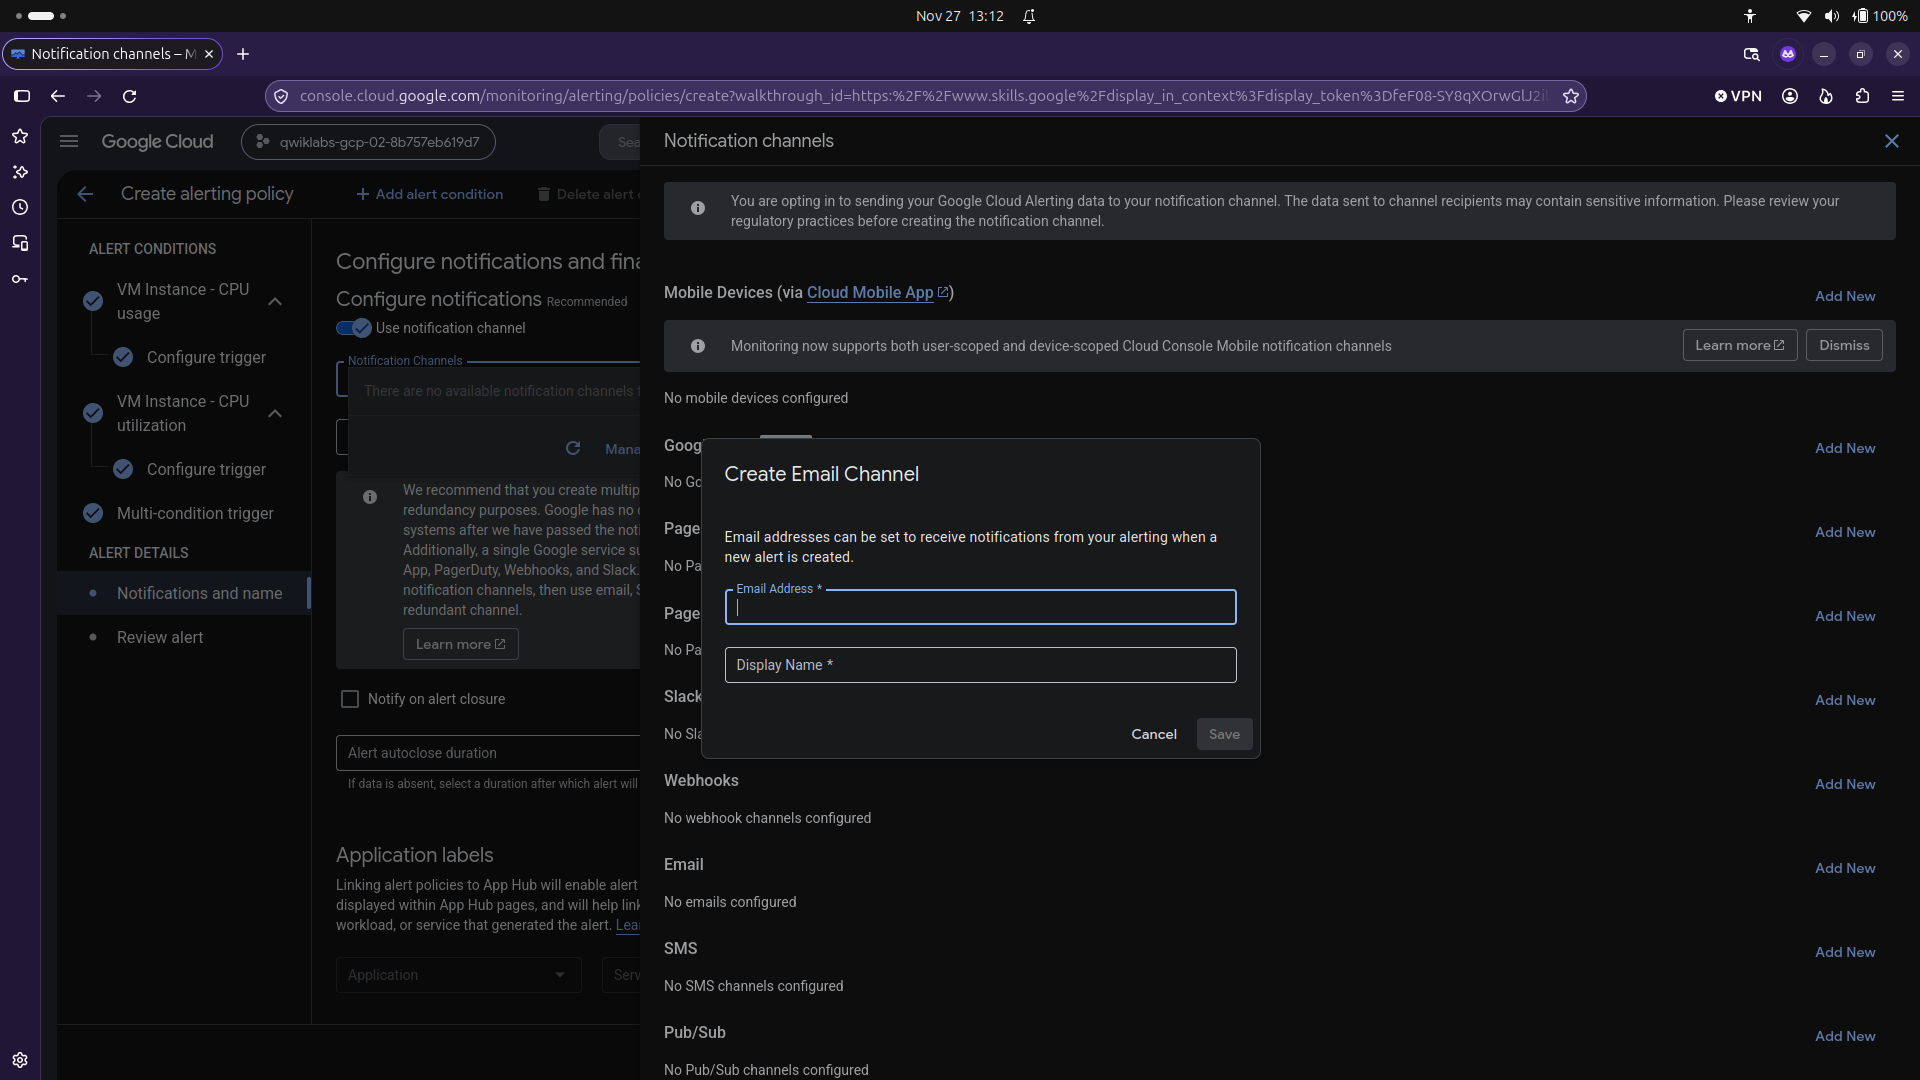 Nov 27 13:12
100%
Notification channels – M
VPN
console.cloud.google.com/monitoring/alerting/policies/create?walkthrough_id=https:%2F%2Fwww.skills.google%2Fdisplay_in_context%3Fdisplay_token%3DfeF08-SY8qXOrwGlJ2il
Google Cloud
qwiklabs-gcp-02-8b757eb619d7
Sea
Create alerting policy
Add alert condition
Delete alert c
ALERT CONDITIONS
VM Instance - CPU
usage
Configure trigger
VM Instance - CPU
utilization
Configure trigger
Multi-condition trigger
ALERT DETAILS
Notifications and name
Review alert
Configure notifications and fina
Configure notifications Recommended
Use notification channel
Notification Channels
There are no available notification channels f
Mana
We recommend that you create multip
redundancy purposes. Google has no c
systems after we have passed the noti
Additionally, a single Google service su
App, PagerDuty, Webhooks, and Slack.
notification channels, then use email, S
redundant channel.
Learn more
Notify on alert closure
Alert autoclose duration
If data is absent, select a duration after which alert will
Application labels
Linking alert policies to App Hub will enable alert
displayed within App Hub pages, and will help link
workload, or service that generated the alert. Lear
Application
Serv
Notification channels
You are opting in to sending your Google Cloud Alerting data to your notification channel. The data sent to channel recipients may contain sensitive information. Please review your
regulatory practices before creating the notification channel.
Mobile Devices (via Cloud Mobile App)
Add New
Monitoring now supports both user-scoped and device-scoped Cloud Console Mobile notification channels
Learn more
Dismiss
No mobile devices configured
Goog
Add New
No Go
Page
Add New
No Pa
Page
Add New
No Pa
Slack
Add New
No Sla
Create Email Channel
Email addresses can be set to receive notifications from your alerting when a
new alert is created.
Email Address *
Display Name *
Cancel
Save
Webhooks
Add New
No webhook channels configured
Email
Add New
No emails configured
SMS
Add New
No SMS channels configured
Pub/Sub
Add New
No Pub/Sub channels configured